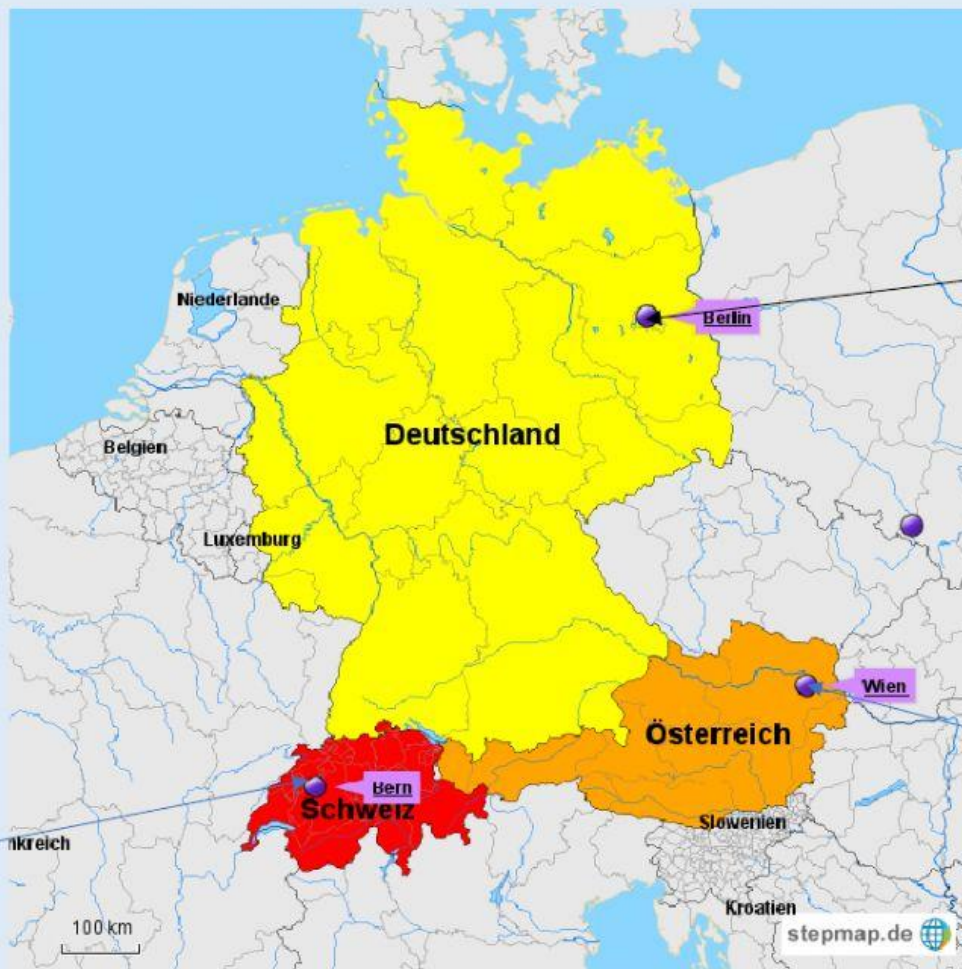 Niederlande
Berlin
Deutschland
Belgien
Luxemburg
Wien
Österreich
Bern
Schweiz
Slowenien
nkreich
Kroatien
100 km
stepmap.de